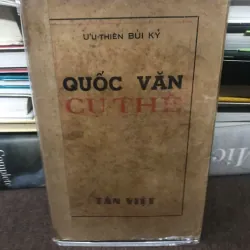 ƯU-THIÊN BÙI KỶ
QUỐC VĂN
CỤ-THỂ
TÂN VIỆT